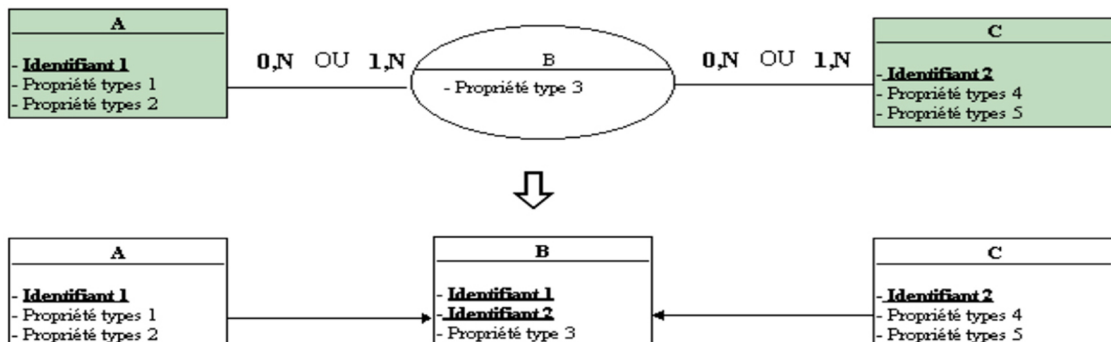 A
- Identifiant 1
- Propriété types 1
- Propriété types 2
0,N OU 1,N
B
- Propriété type 3
0,N OU 1,N
C
- Identifiant 2
- Propriété types 4
- Propriété types 5
A
- Identifiant 1
- Propriété types 1
- Propriété types 2
B
- Identifiant 1
- Identifiant 2
- Propriété type 3
C
- Identifiant 2
- Propriété types 4
- Propriété types 5